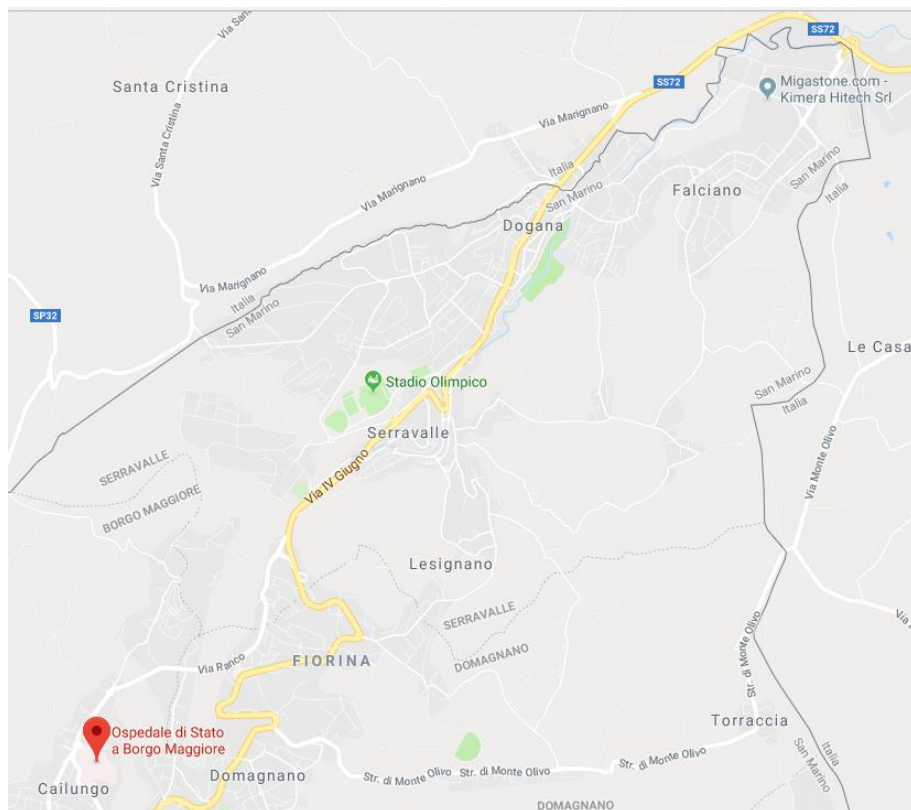 SS72
Via San
Santa Cristina
SS72
Migastone.com -
Kimera Hitech Srl
Via Marignano
Via Santa Cristina
Italia
San Marino
San Marino
Italia
Falciano
Via Marignano
Dogana
Via Marignano
Italia
San Marino
SP32
Le Casa
Stadio Olimpico
San Marino
Italia
Serravalle
Via Monte Olivo
SERRAVALLE
Via IV Giugno
BORGO MAGGIORE
Lesignano
SERRAVALLE
Via Ranco
FIORINA
DOMAGNANO
Str. di Monte Olivo
Torraccia
Ospedale di Stato
a Borgo Maggiore
San Marino
Italia
Str. di Monte Olivo
Str. di Monte Olivo
Str. di Monte Olivo
Domagnano
Cailungo
DOMAGNANO